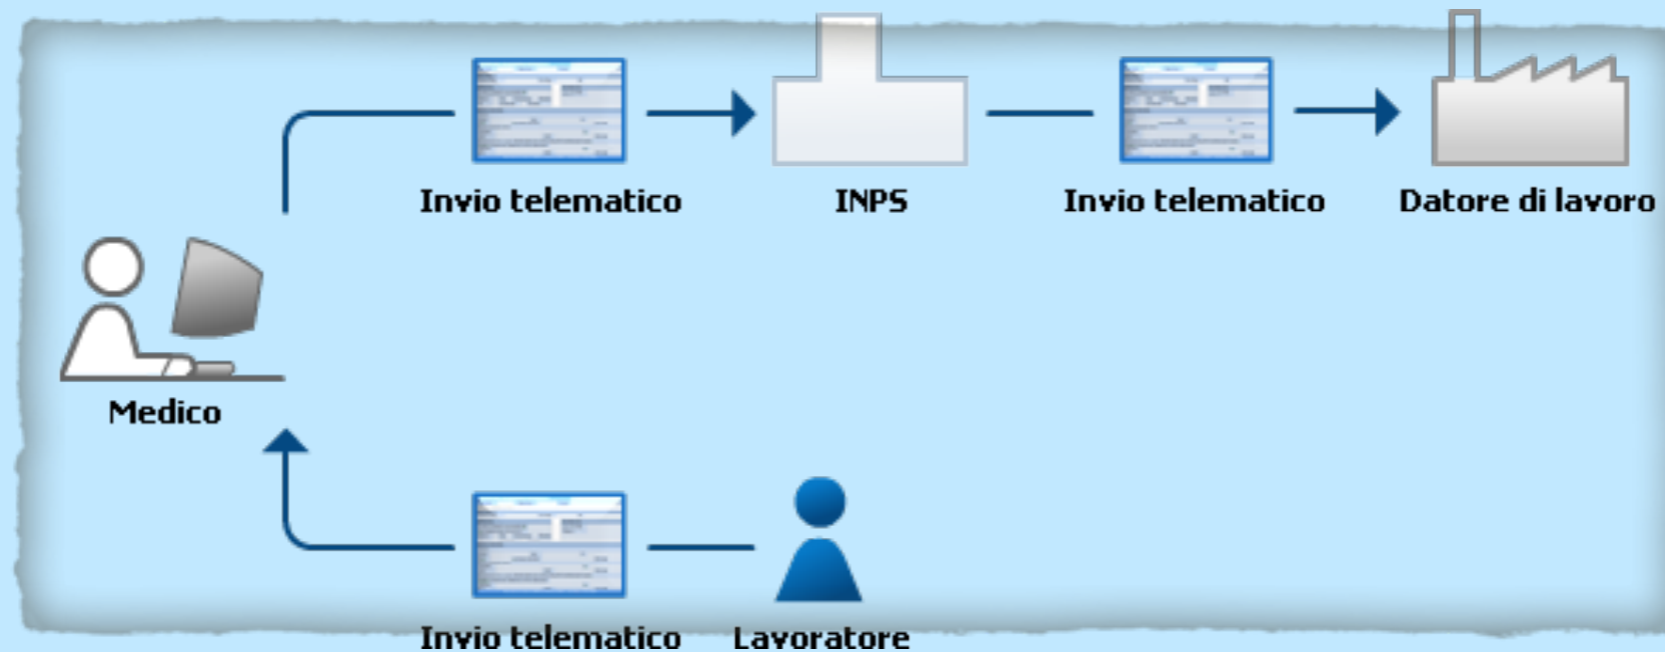 Invio telematico
INPS
Invio telematico
Datore di lavoro
Medico
Invio telematico
Lavoratore